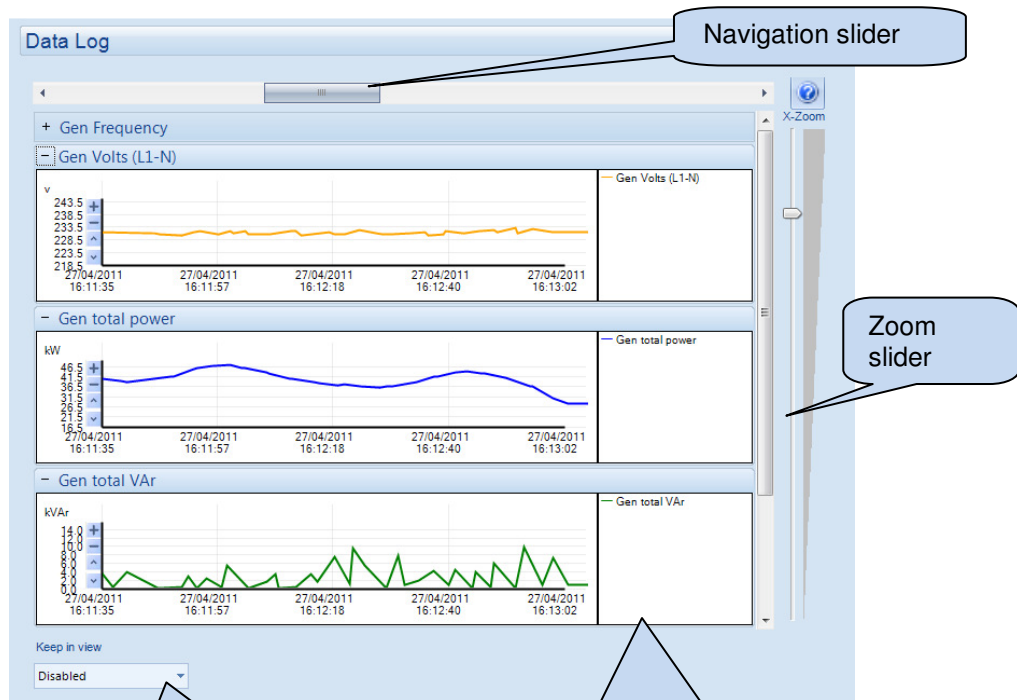 Data Log
Navigation slider
X-Zoom
+ Gen Frequency
− Gen Volts (L1-N)
v
243.5
238.5
233.5
228.5
223.5
218.5
27/04/2011 27/04/2011 27/04/2011 27/04/2011 27/04/2011
16:11:35 16:11:57 16:12:18 16:12:40 16:13:02
Gen Volts (L1-N)
− Gen total power
kW
46.5
41.5
36.5
31.5
26.5
21.5
16.5
27/04/2011 27/04/2011 27/04/2011 27/04/2011 27/04/2011
16:11:35 16:11:57 16:12:18 16:12:40 16:13:02
Gen total power
Zoom
slider
− Gen total VAr
kVAr
14.0
12.0
10.0
8.0
6.0
4.0
2.0
0.0
27/04/2011 27/04/2011 27/04/2011 27/04/2011 27/04/2011
16:11:35 16:11:57 16:12:18 16:12:40 16:13:02
Gen total VAr
Keep in view
Disabled